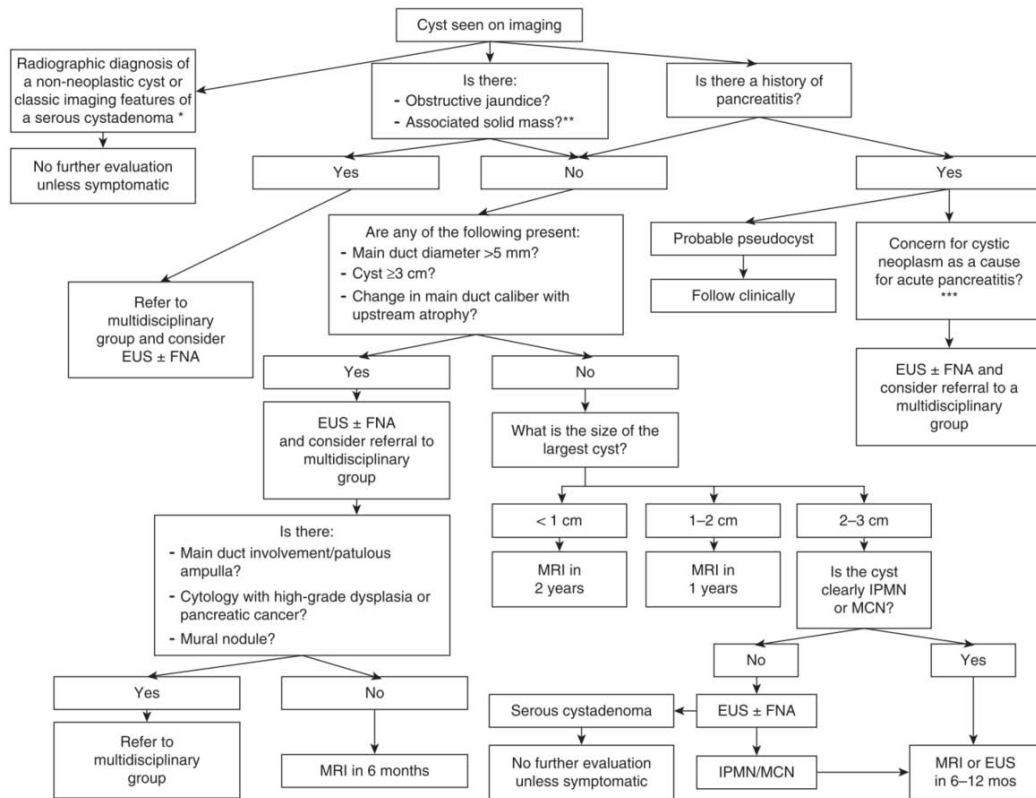 Cyst seen on imaging
Radiographic diagnosis of
a non-neoplastic cyst or
classic imaging features of
a serous cystadenoma *
Is there:
- Obstructive jaundice?
- Associated solid mass?**
Is there a history
of pancreatitis?
No further evaluation
unless symptomatic
Yes
No
Yes
Are any of the following present:
- Main duct diameter >5 mm?
- Cyst ≥3 cm?
- Change in main duct caliber with
upstream atrophy?
Probable pseudocyst
Concern for cystic
neoplasm as a cause
for acute pancreatitis?
***
Follow clinically
Refer to
multidisciplinary
group and consider
EUS ± FNA
Yes
No
EUS ± FNA and
consider referral to a
multidisciplinary
group
EUS ± FNA
and consider referral to
multidisciplinary
group
What is the size of the
largest cyst?
< 1 cm
1–2 cm
2–3 cm
Is there:
- Main duct involvement/patulous
ampulla?
- Cytology with high-grade dysplasia or
pancreatic cancer?
- Mural nodule?
MRI in
2 years
MRI in
1 years
Is the cyst
clearly IPMN
or MCN?
No
Yes
Yes
No
Serous cystadenoma
EUS ± FNA
Refer to
multidisciplinary
group
MRI in 6 months
No further evaluation
unless symptomatic
IPMN/MCN
MRI or EUS
in 6–12 mos